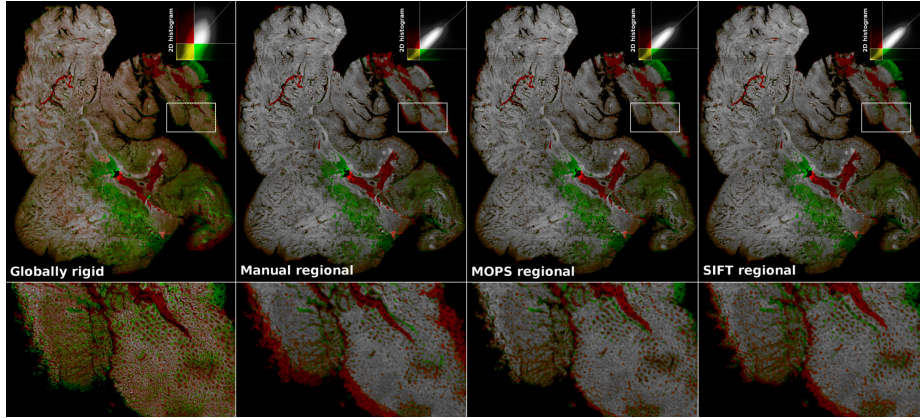 2D histogram
2D histogram
2D histogram
2D histogram
Globally rigid
Manual regional
MOPS regional
SIFT regional